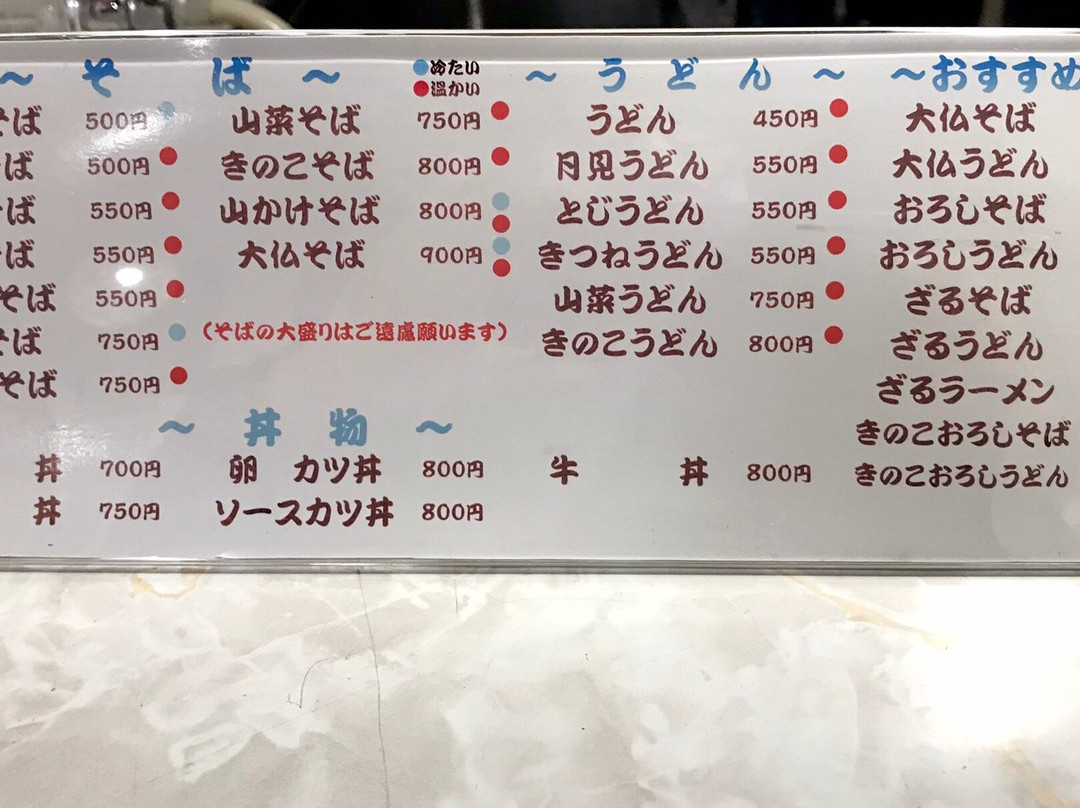 ～そば～
●冷たい
●温かい
そば 500円
そば 500円
そば 550円
そば 550円
そば 550円
そば 750円
そば 750円
山菜そば 750円
きのこそば 800円
山かけそば 800円
大仏そば 900円
（そばの大盛りはご遠慮願います）
～うどん～
うどん 450円
月見うどん 550円
とじうどん 550円
きつねうどん 550円
山菜うどん 750円
きのこうどん 800円
～おすすめ
大仏そば
大仏うどん
おろしそば
おろしうどん
ざるそば
ざるうどん
ざるラーメン
きのこおろしそば
きのこおろしうどん
～丼物～
丼 700円
丼 750円
卵 カツ丼 800円
ソースカツ丼 800円
牛 丼 800円